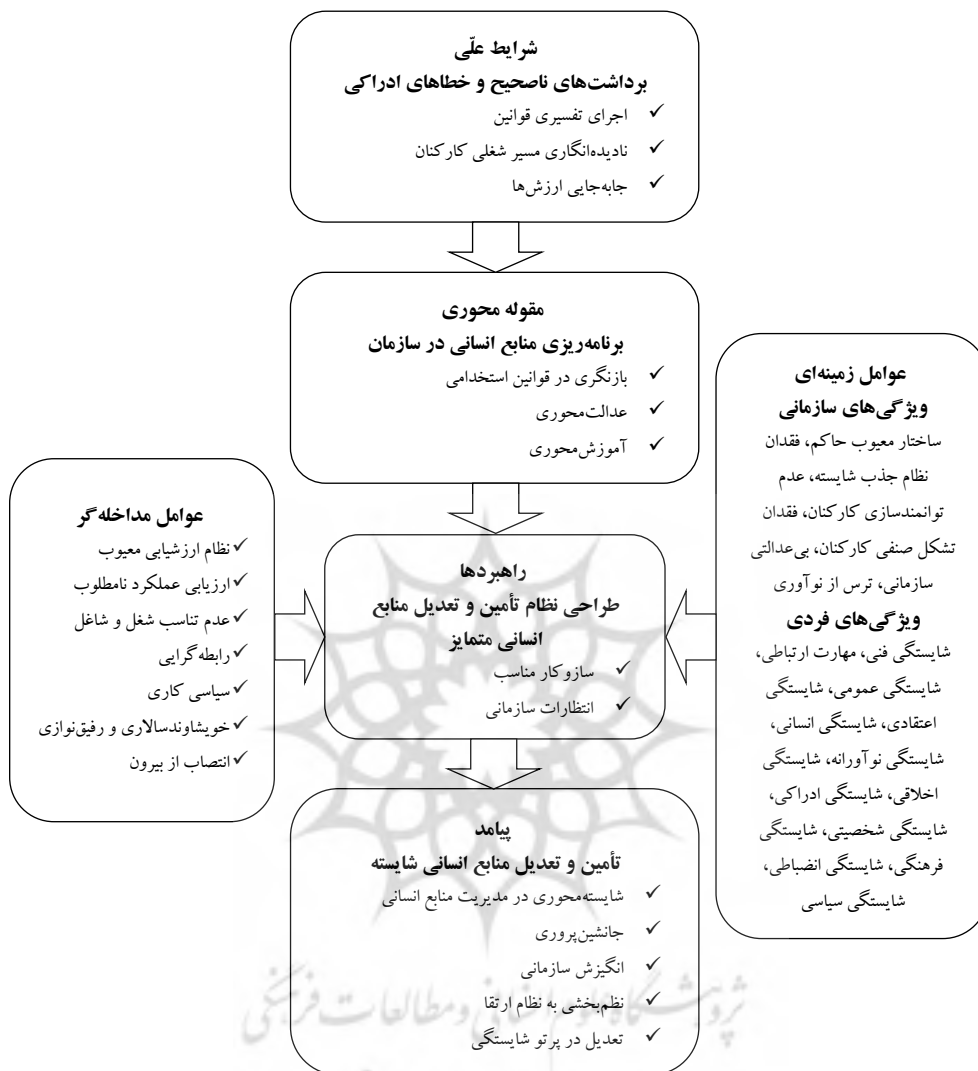 شرایط علّی
برداشت‌های ناصحیح و خطاهای ادراکی
✓ اجرای تفسیری قوانین
✓ نادیده‌انگاری مسیر شغلی کارکنان
✓ جابه‌جایی ارزش‌ها
مقوله محوری
برنامه‌ریزی منابع انسانی در سازمان
✓ بازنگری در قوانین استخدامی
✓ عدالت‌محوری
✓ آموزش‌محوری
عوامل زمینه‌ای
ویژگی‌های سازمانی
ساختار معیوب حاکم، فقدان
نظام جذب شایسته، عدم
توانمندسازی کارکنان، فقدان
تشکل صنفی کارکنان، بی‌عدالتی
سازمانی، ترس از نوآوری
ویژگی‌های فردی
شایستگی فنی، مهارت ارتباطی،
شایستگی عمومی، شایستگی
اعتقادی، شایستگی انسانی،
شایستگی نوآورانه، شایستگی
اخلاقی، شایستگی ادراکی،
شایستگی شخصیتی، شایستگی
فرهنگی، شایستگی انضباطی،
شایستگی سیاسی
راهبردها
طراحی نظام تأمین و تعدیل منابع
انسانی متمایز
✓ سازوکار مناسب
✓ انتظارات سازمانی
عوامل مداخله‌گر
✓ نظام ارزشیابی معیوب
✓ ارزیابی عملکرد نامطلوب
✓ عدم تناسب شغل و شاغل
✓ رابطه‌گرایی
✓ سیاسی کاری
✓ خویشاوندسالاری و رفیق‌نوازی
✓ انتصاب از بیرون
پیامد
تأمین و تعدیل منابع انسانی شایسته
✓ شایسته‌محوری در مدیریت منابع انسانی
✓ جانشین‌پروری
✓ انگیزش سازمانی
✓ نظم‌بخشی به نظام ارتقا
✓ تعدیل در پرتو شایستگی
پژوهشگاه علوم انسانی و مطالعات فرهنگی